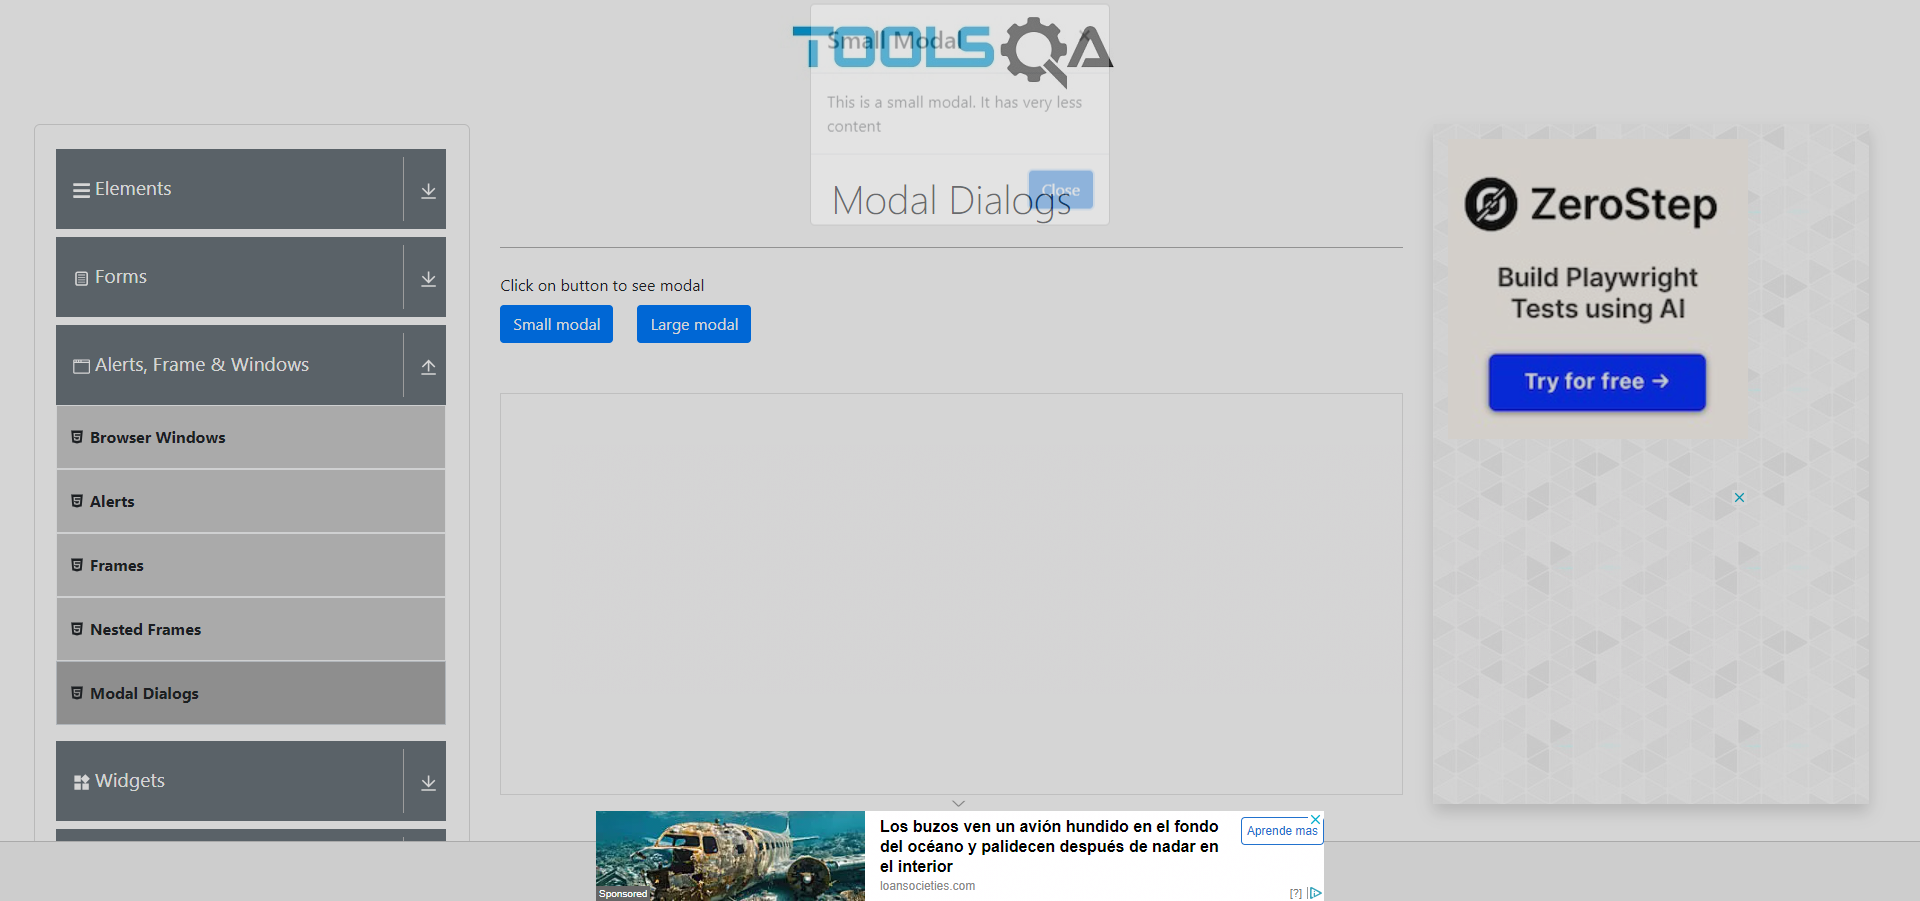 TOOLSQA
Small Modal
This is a small modal. It has very less
content
Close
Modal Dialogs
Elements
Forms
Alerts, Frame & Windows
Browser Windows
Alerts
Frames
Nested Frames
Modal Dialogs
Widgets
Click on button to see modal
Small modal
Large modal
ZeroStep
Build Playwright
Tests using AI
Try for free →
Los buzos ven un avión hundido en el fondo
del océano y palidecen después de nadar en
el interior
loansocieties.com
Aprende mas
Sponsored
[?]